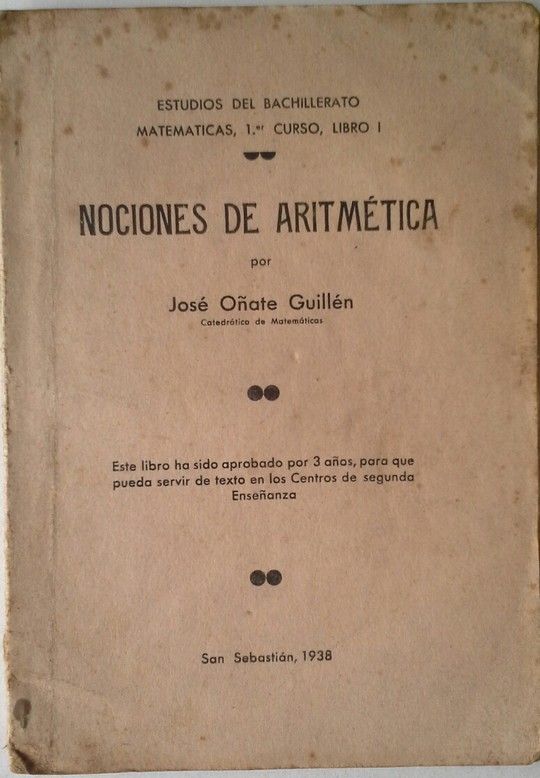 ESTUDIOS DEL BACHILLERATO
MATEMATICAS, 1.er CURSO, LIBRO I
NOCIONES DE ARITMÉTICA
por
José Oñate Guillén
Catedrático de Matemáticas
Este libro ha sido aprobado por 3 años, para que
pueda servir de texto en los Centros de segunda
Enseñanza
San Sebastián, 1938